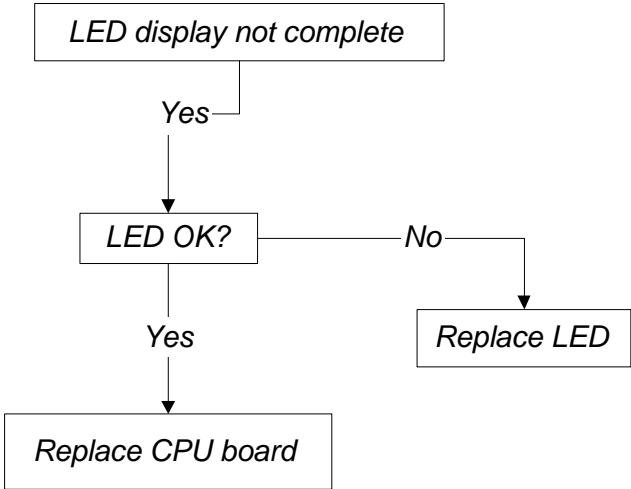 LED display not complete
Yes
LED OK?
No
Yes
Replace LED
Replace CPU board